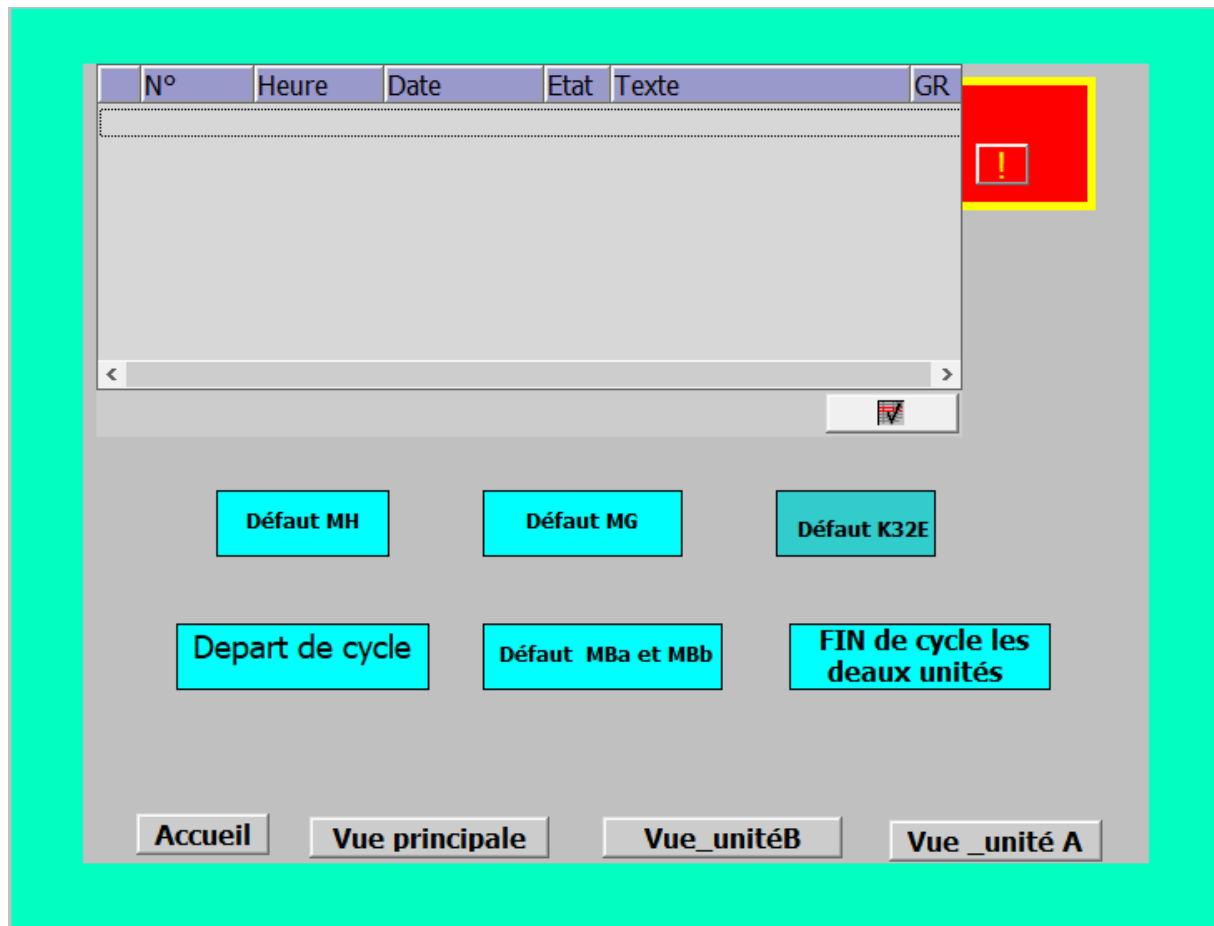 N° Heure Date Etat Texte GR
!
Défaut MH Défaut MG Défaut K32E
Depart de cycle Défaut MBa et MBb FIN de cycle les
deaux unités
Accueil Vue principale Vue_unitéB Vue _unité A